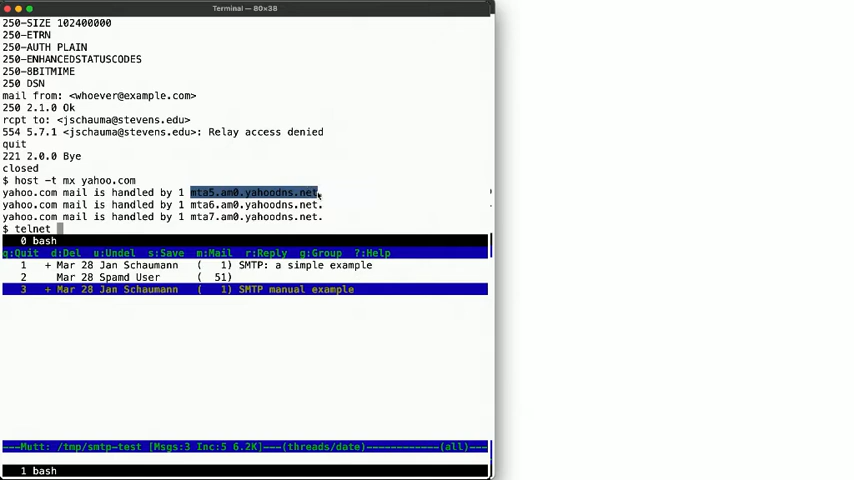 Terminal — 80×38
250-SIZE 102400000
250-ETRN
250-AUTH PLAIN
250-ENHANCEDSTATUSCODES
250-8BITMIME
250 DSN
mail from: <whoever@example.com>
250 2.1.0 Ok
rcpt to: <jschauma@stevens.edu>
554 5.7.1 <jschauma@stevens.edu>: Relay access denied
quit
221 2.0.0 Bye
closed
$ host -t mx yahoo.com
yahoo.com mail is handled by 1 mta5.am0.yahoodns.net.
yahoo.com mail is handled by 1 mta6.am0.yahoodns.net.
yahoo.com mail is handled by 1 mta7.am0.yahoodns.net.
$ telnet
0 bash
q:Quit d:Del u:Undel s:Save m:Mail r:Reply g:Group ?:Help
1 + Mar 28 Jan Schaumann ( 1) SMTP: a simple example
2 Mar 28 Spamd User ( 51)
3 + Mar 28 Jan Schaumann ( 1) SMTP manual example
---Mutt: /tmp/smtp-test [Msgs:3 Inc:5 6.2K]---(threads/date)----------(all)---
1 bash